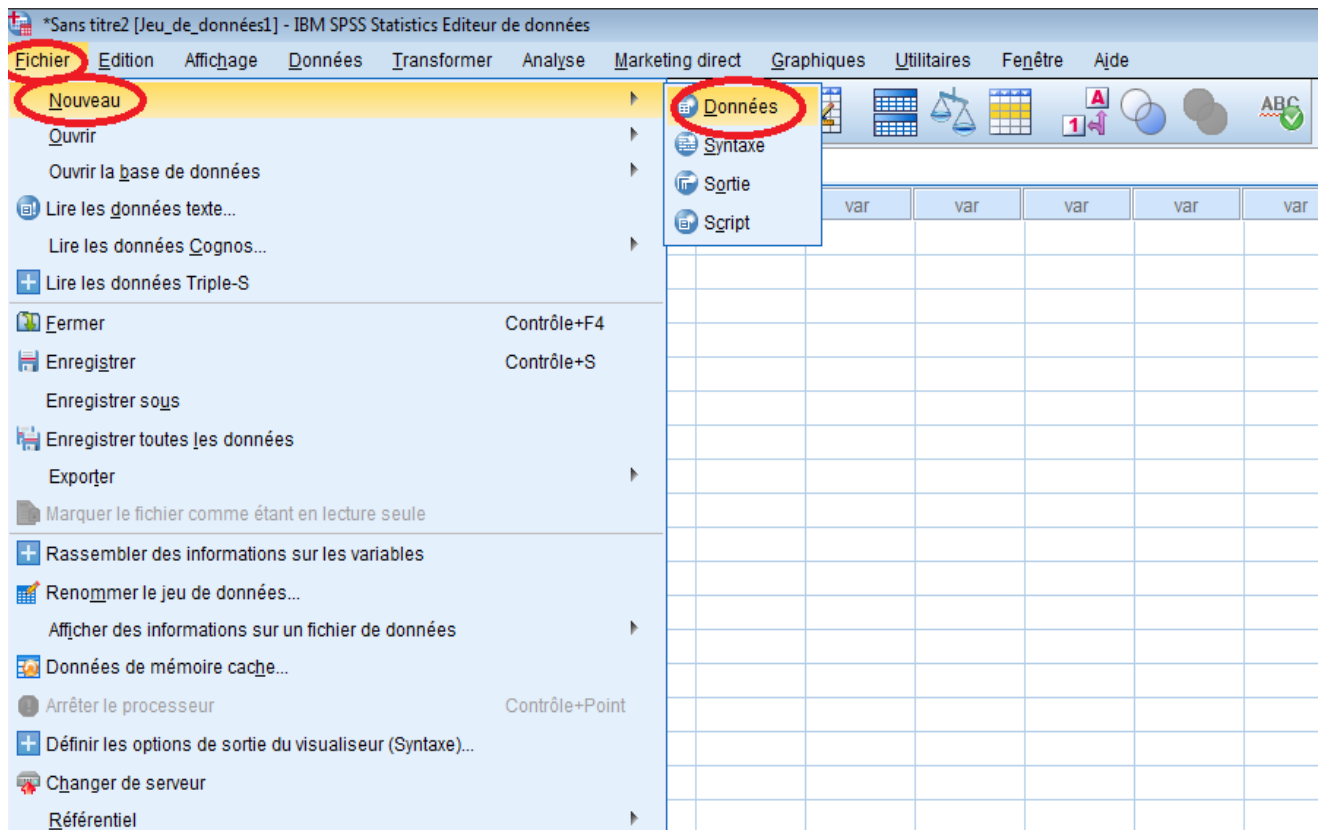 *Sans titre2 [Jeu_de_données1] - IBM SPSS Statistics Editeur de données
Fichier Edition Affichage Données Transformer Analyse Marketing direct Graphiques Utilitaires Fenêtre Aide
Nouveau
Ouvrir
Ouvrir la base de données
Lire les données texte...
Lire les données Cognos...
Lire les données Triple-S
Fermer Contrôle+F4
Enregistrer Contrôle+S
Enregistrer sous
Enregistrer toutes les données
Exporter
Marquer le fichier comme étant en lecture seule
Rassembler des informations sur les variables
Renommer le jeu de données...
Afficher des informations sur un fichier de données
Données de mémoire cache...
Arrêter le processeur Contrôle+Point
Définir les options de sortie du visualiseur (Syntaxe)...
Changer de serveur
Référentiel
Données
Syntaxe
Sortie
Script
A
1
ABC
var var var var var